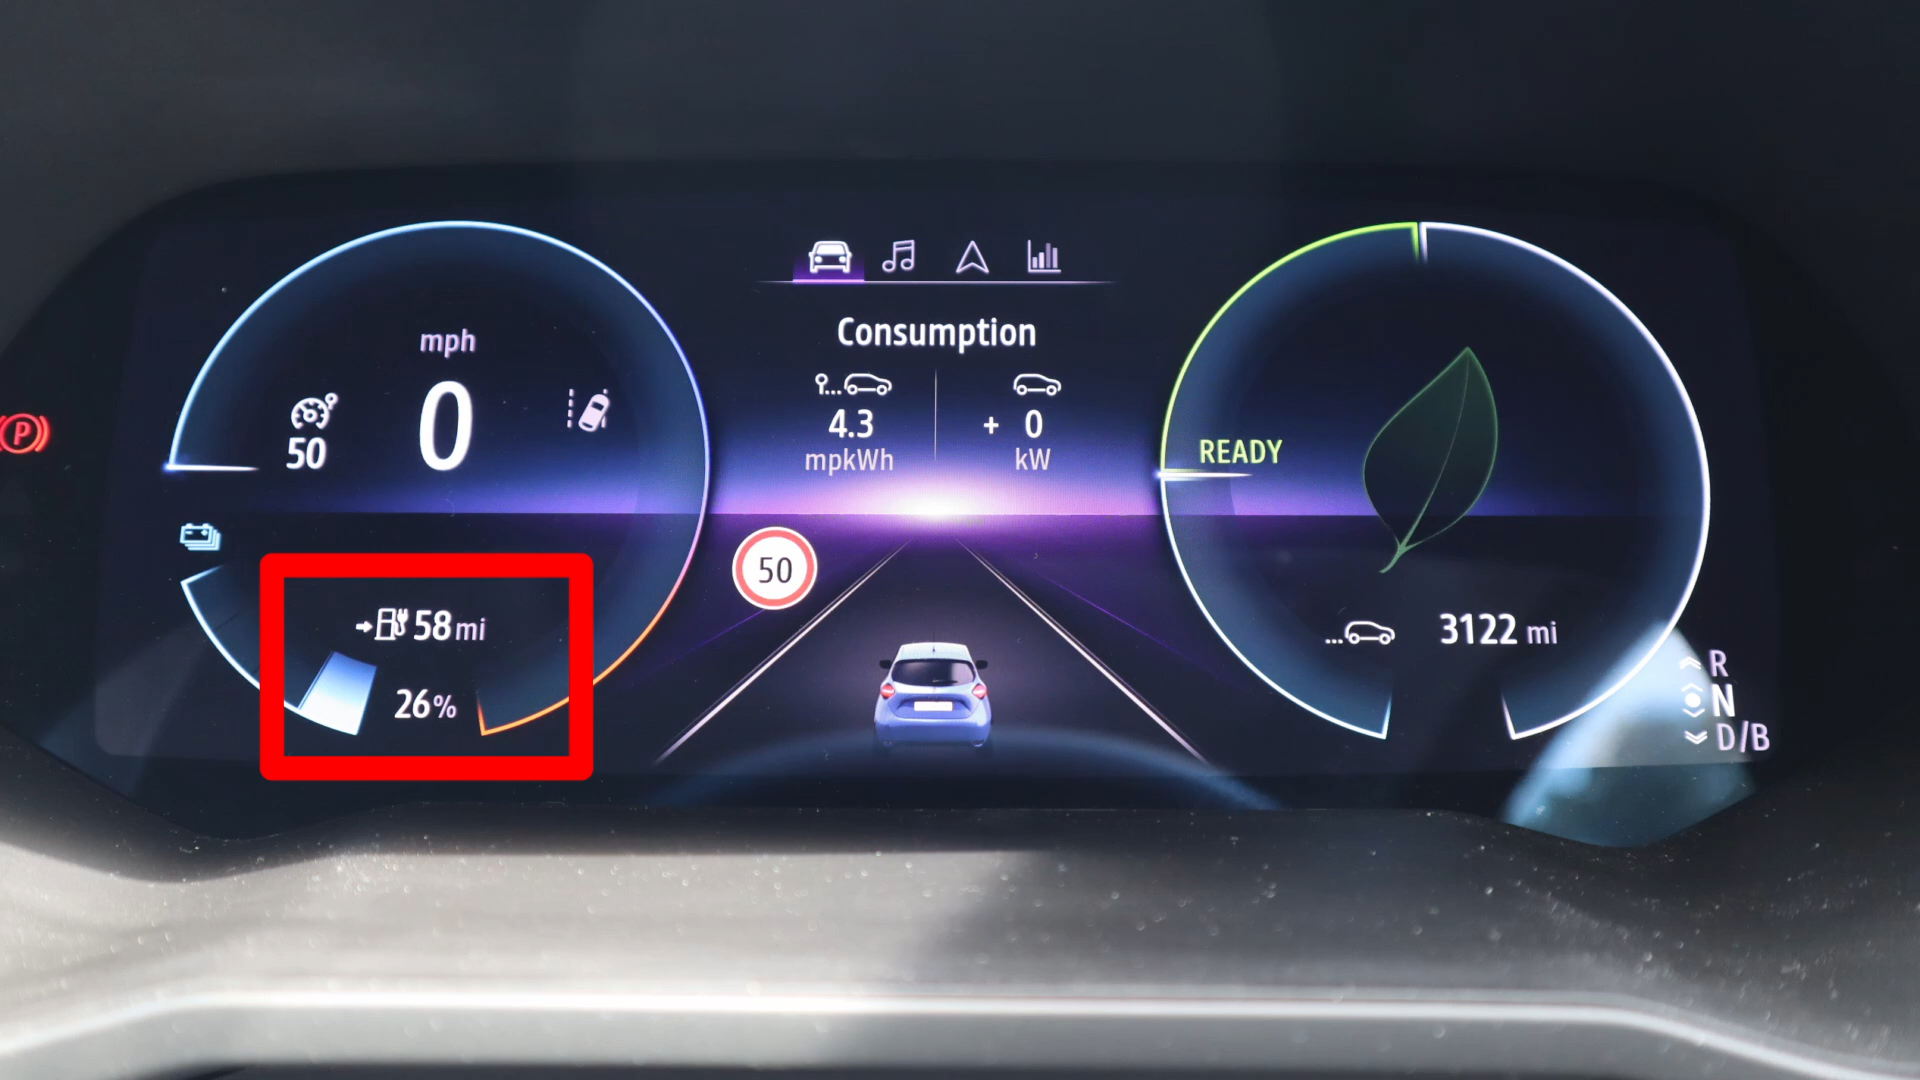 Consumption
mph
0
50
4.3
mpkWh
+ 0
kW
READY
P
50
58 mi
26%
3122 mi
R
N
D/B